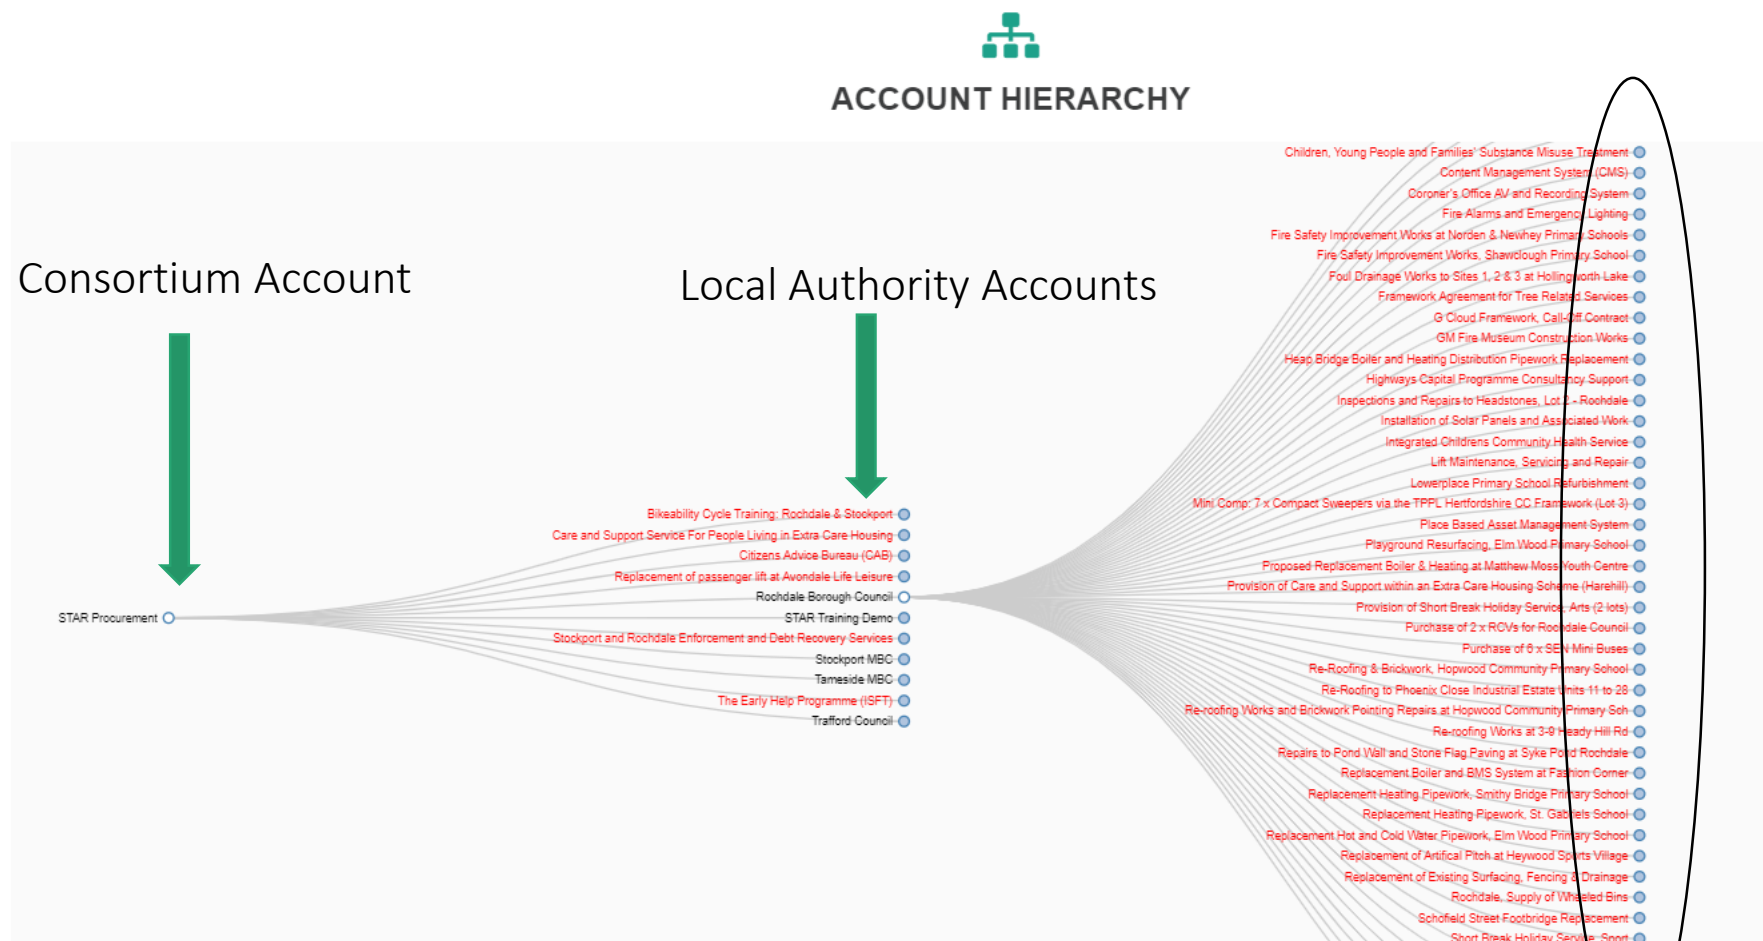 ACCOUNT HIERARCHY
Consortium Account
Local Authority Accounts
STAR Procurement
Bikeability Cycle Training: Rochdale & Stockport
Care and Support Service For People Living in Extra Care Housing
Citizens Advice Bureau (CAB)
Replacement of passenger lift at Avondale Life Leisure
Rochdale Borough Council
STAR Training Demo
Stockport and Rochdale Enforcement and Debt Recovery Services
Stockport MBC
Tameside MBC
The Early Help Programme (ISFT)
Trafford Council
Children, Young People and Families' Substance Misuse Treatment
Content Management System (CMS)
Coroner's Office AV and Recording System
Fire Alarms and Emergency Lighting
Fire Safety Improvement Works at Norden & Newhey Primary Schools
Fire Safety Improvement Works, Shawclough Primary School
Foul Drainage Works to Sites 1, 2 & 3 at Hollingworth Lake
Framework Agreement for Tree Related Services
G Cloud Framework, Call-Off Contract
GM Fire Museum Construction Works
Heap Bridge Boiler and Heating Distribution Pipework Replacement
Highways Capital Programme Consultancy Support
Inspections and Repairs to Headstones, Lot 2 - Rochdale
Installation of Solar Panels and Associated Work
Integrated Childrens Community Health Service
Lift Maintenance, Servicing and Repair
Lowerplace Primary School Refurbishment
Mini Comp: 7 x Compact Sweepers via the TPPL Hertfordshire CC Framework (Lot 3)
Place Based Asset Management System
Playground Resurfacing, Elm Wood Primary School
Proposed Replacement Boiler & Heating at Matthew Moss Youth Centre
Provision of Care and Support within an Extra Care Housing Scheme (Harehill)
Provision of Short Break Holiday Service, Arts (2 lots)
Purchase of 2 x RCVs for Rochdale Council
Purchase of 6 x SEN Mini Buses
Re-Roofing & Brickwork, Hopwood Community Primary School
Re-Roofing to Phoenix Close Industrial Estate Units 11 to 28
Re-roofing Works and Brickwork Pointing Repairs at Hopwood Community Primary Sch
Re-roofing Works at 3-9 Heady Hill Rd
Repairs to Pond Wall and Stone Flag Paving at Syke Pond Rochdale
Replacement Boiler and BMS System at Fashion Corner
Replacement Heating Pipework, Smithy Bridge Primary School
Replacement Heating Pipework, St. Gabriels School
Replacement Hot and Cold Water Pipework, Elm Wood Primary School
Replacement of Artifical Pitch at Heywood Sports Village
Replacement of Existing Surfacing, Fencing & Drainage
Rochdale, Supply of Wheeled Bins
Schofield Street Footbridge Replacement
Short Break Holiday Service, Sport